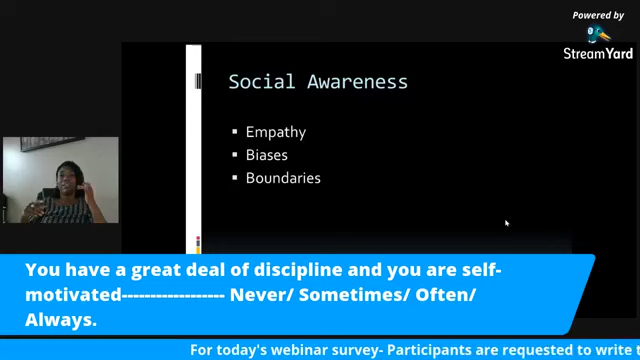 Powered by
StreamYard
Social Awareness
▪ Empathy
▪ Biases
▪ Boundaries
You have a great deal of discipline and you are self-
motivated----------------- Never/ Sometimes/ Often/
Always.
For today's webinar survey- Participants are requested to write